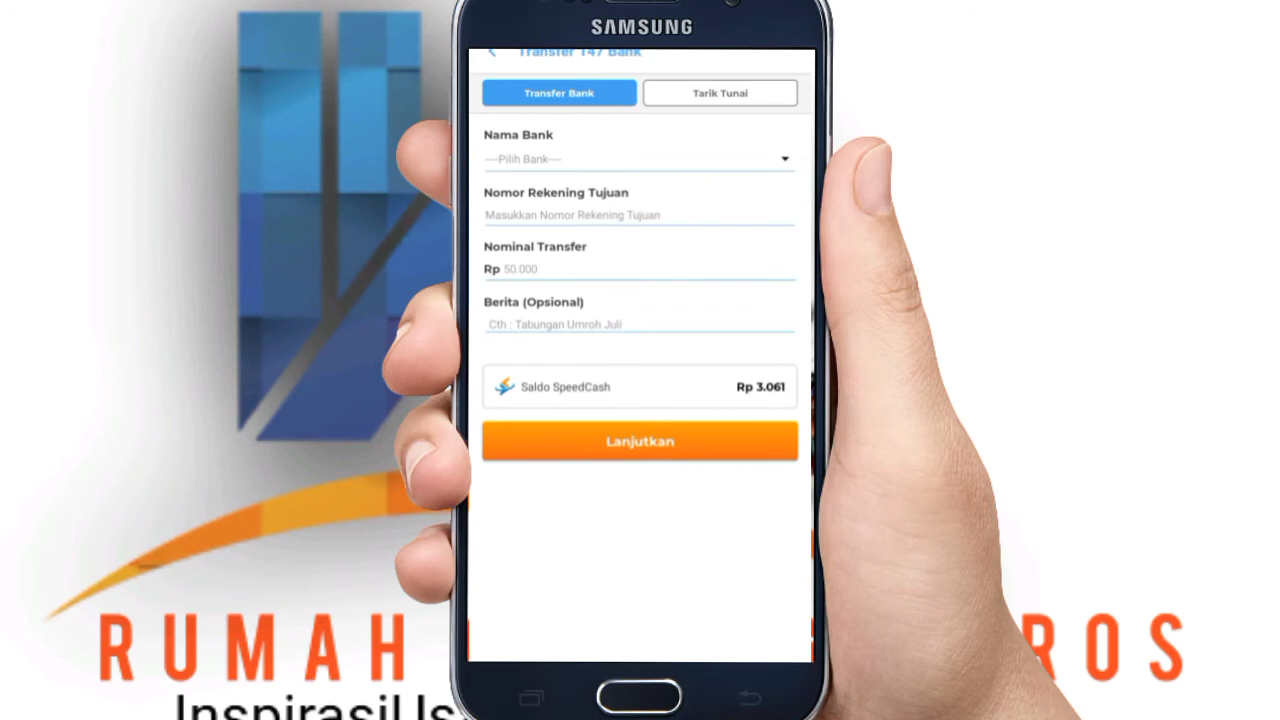 SAMSUNG
Transfer 147 Bank
Transfer Bank
Tarik Tunai
Nama Bank
----Pilih Bank----
Nomor Rekening Tujuan
Masukkan Nomor Rekening Tujuan
Nominal Transfer
Rp 50.000
Berita (Opsional)
Cth : Tabungan Umroh Juli
Saldo SpeedCash Rp 3.061
Lanjutkan
RUMAH ROS
InspirasiUs